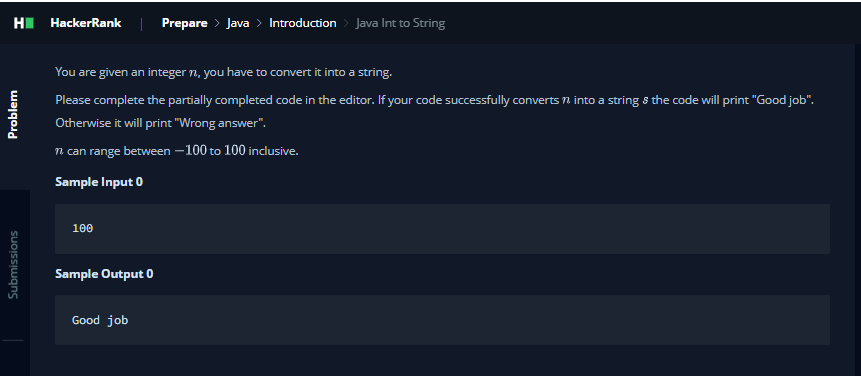 H HackerRank | Prepare > Java > Introduction > Java Int to String
Problem
Submissions
You are given an integer n, you have to convert it into a string.
Please complete the partially completed code in the editor. If your code successfully converts n into a string s the code will print "Good job".
Otherwise it will print "Wrong answer".
n can range between −100 to 100 inclusive.
Sample Input 0
100
Sample Output 0
Good job